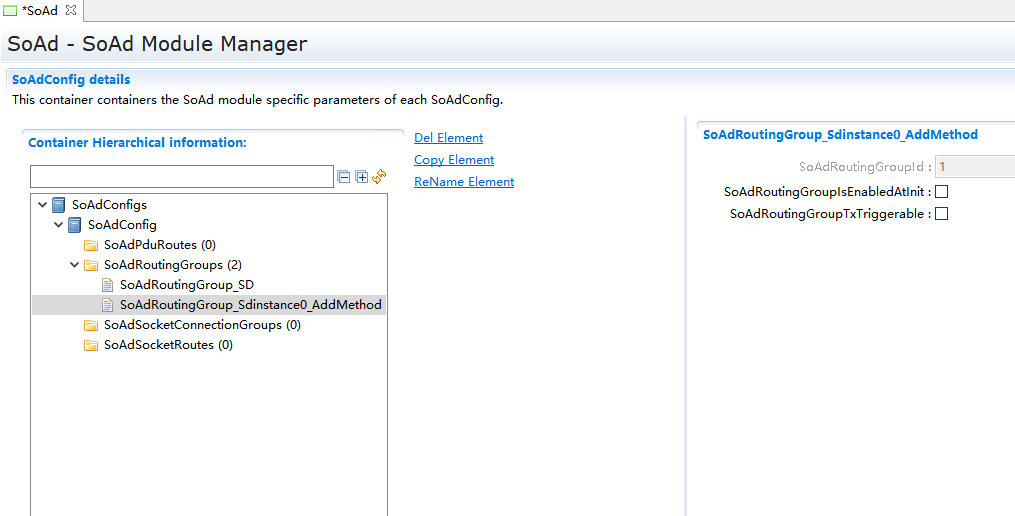 *SoAd
SoAd - SoAd Module Manager
SoAdConfig details
This container containers the SoAd module specific parameters of each SoAdConfig.
Container Hierarchical information:
Del Element
Copy Element
ReName Element
SoAdConfigs
SoAdConfig
SoAdPduRoutes (0)
SoAdRoutingGroups (2)
SoAdRoutingGroup_SD
SoAdRoutingGroup_Sdinstance0_AddMethod
SoAdSocketConnectionGroups (0)
SoAdSocketRoutes (0)
SoAdRoutingGroup_Sdinstance0_AddMethod
SoAdRoutingGroupId : 1
SoAdRoutingGroupIsEnabledAtInit :
SoAdRoutingGroupTxTriggerable :